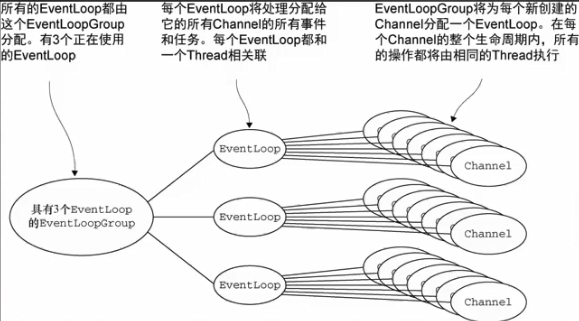 所有的EventLoop都由
这个EventLoopGroup
分配。有3个正在使用
的EventLoop
每个EventLoop将处理分配给
它的所有Channel的所有事件
和任务。每个EventLoop都和
一个Thread相关联
EventLoopGroup将为每个新创建的
Channel分配一个EventLoop。在每
个Channel的整个生命周期内，所有
的操作都将由相同的Thread执行
具有3个EventLoop
的EventLoopGroup
EventLoop
Channel
EventLoop
Channel
EventLoop
Channel